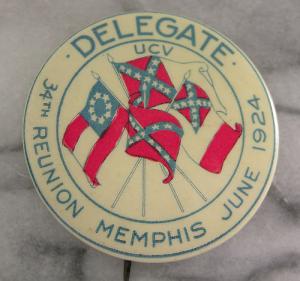 · DELEGATE ·
UCV
34TH REUNION MEMPHIS JUNE 1924